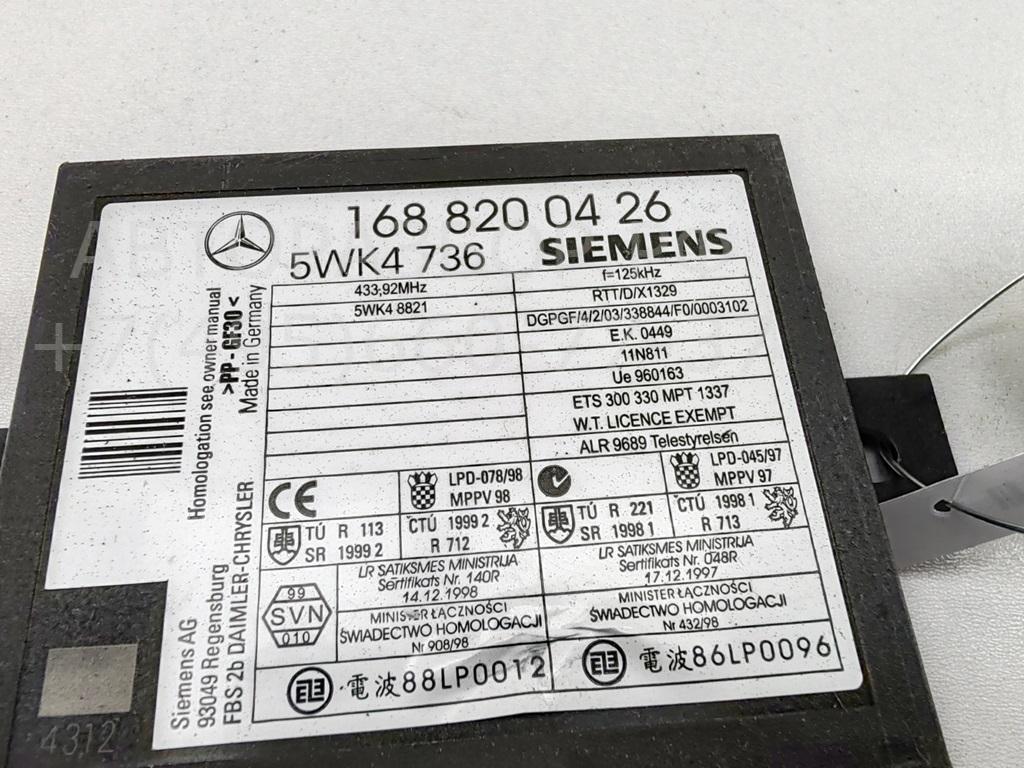 168 820 04 26
5WK4 736 SIEMENS
433,92MHz f=125kHz
5WK4 8821 RTT/D/X1329
DGPGF/4/2/03/338844/F0/0003102
E.K. 0449
11N811
Ue 960163
ETS 300 330 MPT 1337
W.T. LICENCE EXEMPT
ALR 9689 Telestyrelsen
CE LPD-078/98 LPD-045/97
MPPV 98 MPPV 97
TÚ R 113 ČTÚ 1999 2 TÚ R 221 ČTÚ 1998 1
SR 1999 2 R 712 SR 1998 1 R 713
LR SATIKSMES MINISTRIJA LR SATIKSMES MINISTRIJA
Sertifikats Nr. 140R Sertifikats Nr. 048R
14.12.1998 17.12.1997
99
SVN
010
MINISTER ŁĄCZNOŚCI MINISTER ŁĄCZNOŚCI
ŚWIADECTWO HOMOLOGACJI ŚWIADECTWO HOMOLOGACJI
Nr 908/98 Nr 432/98
電波88LP0012 電波86LP0096
Homologation see owner manual
>PP - GF30<
Made in Germany
Siemens AG
93049 Regensburg
FBS 2b DAIMLER-CHRYSLER
4312